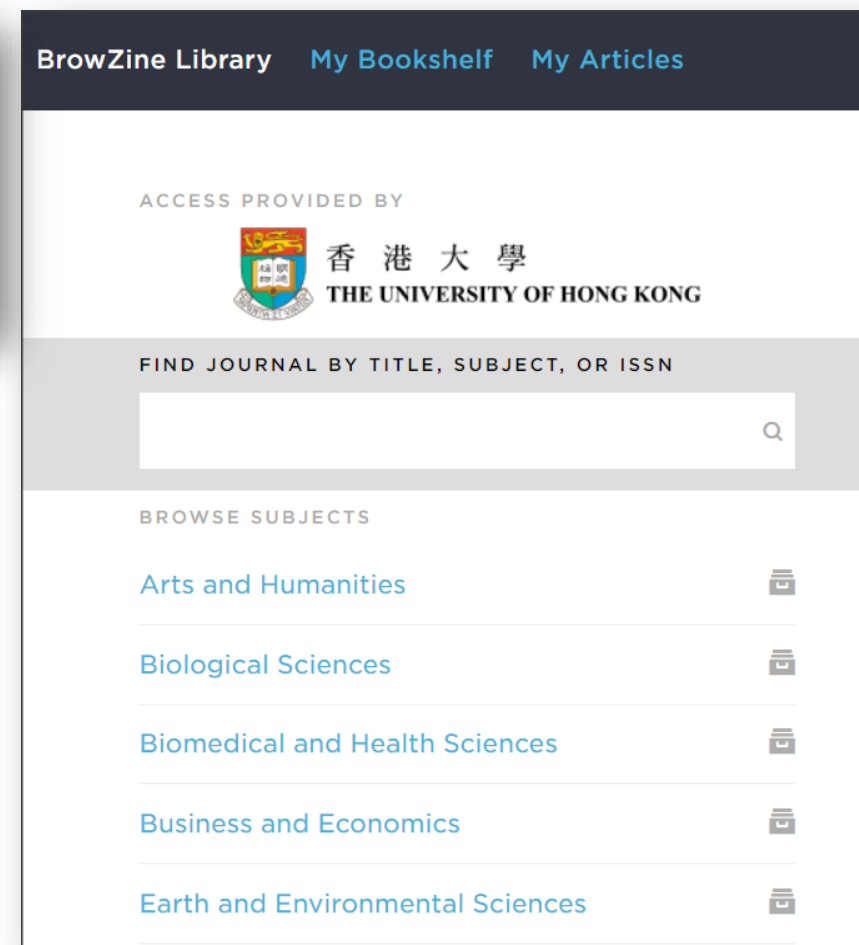 BrowZine Library My Bookshelf My Articles
ACCESS PROVIDED BY
香港大學
THE UNIVERSITY OF HONG KONG
FIND JOURNAL BY TITLE, SUBJECT, OR ISSN
BROWSE SUBJECTS
Arts and Humanities
Biological Sciences
Biomedical and Health Sciences
Business and Economics
Earth and Environmental Sciences